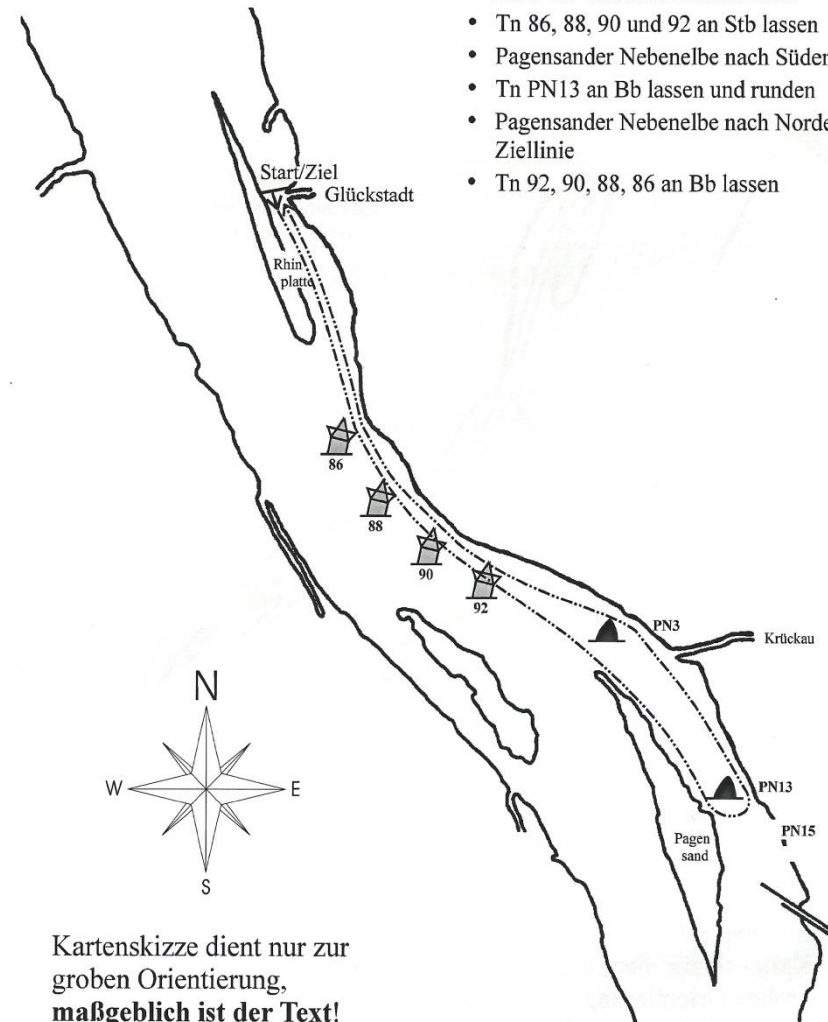 • Tn 86, 88, 90 und 92 an Stb lassen
• Pagensander Nebenelbe nach Süden
• Tn PN13 an Bb lassen und runden
• Pagensander Nebenelbe nach Norde
Ziellinie
• Tn 92, 90, 88, 86 an Bb lassen
Start/Ziel
Glückstadt
Rhin
platte
86
88
90
92
PN3
Krückau
N
W
E
S
PN13
PN15
Pagen
sand
Kartenskizze dient nur zur
groben Orientierung,
maßgeblich ist der Text!